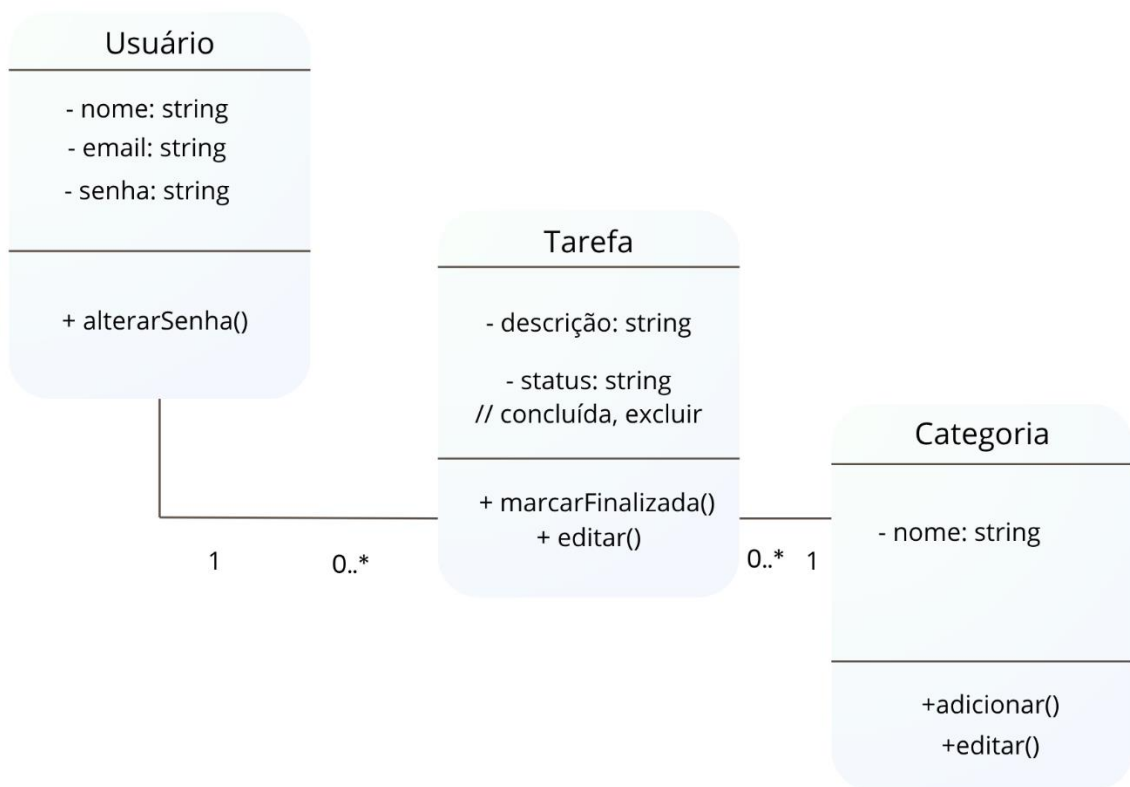 Usuário
- nome: string
- email: string
- senha: string
+ alterarSenha()
1
0..*
Tarefa
- descrição: string
- status: string
// concluída, excluir
+ marcarFinalizada()
+ editar()
0..*
1
Categoria
- nome: string
+adicionar()
+editar()